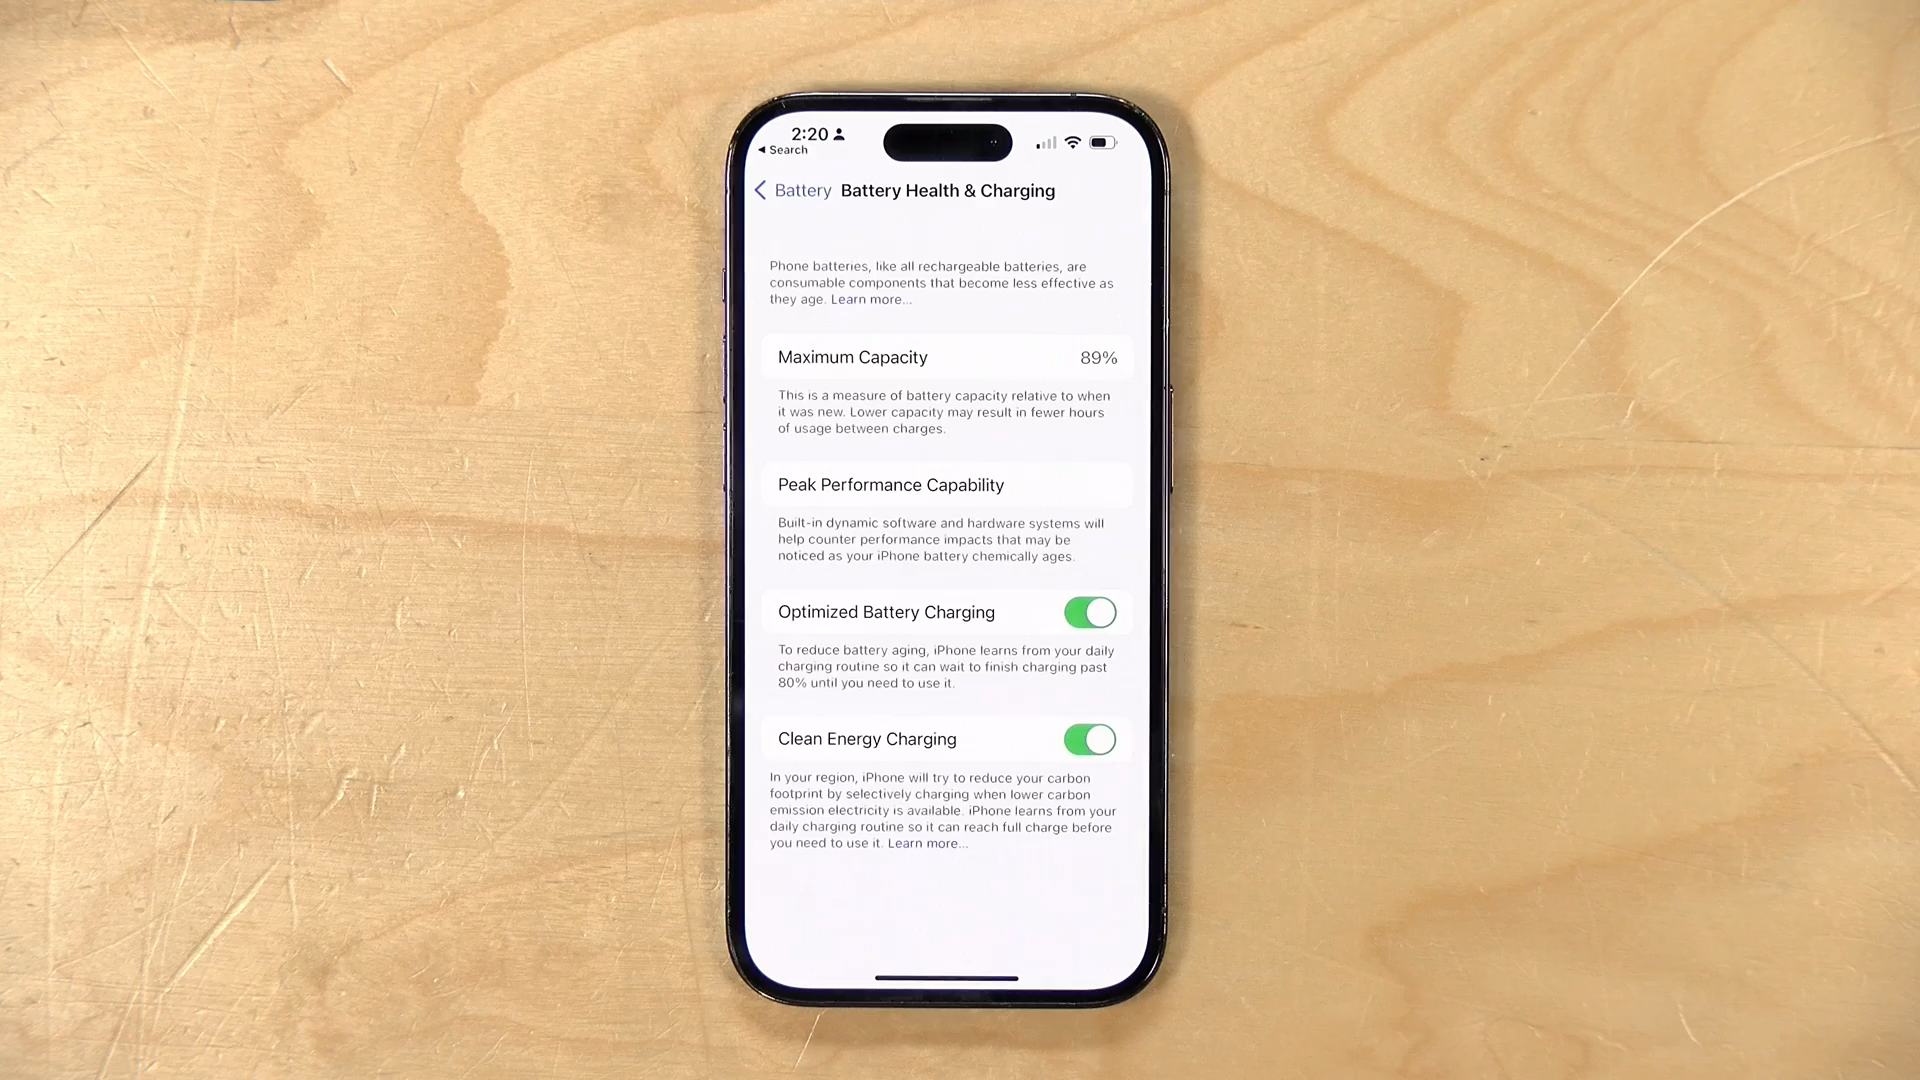 2:20
Search
Battery Battery Health & Charging
Phone batteries, like all rechargeable batteries, are
consumable components that become less effective as
they age. Learn more...
Maximum Capacity 89%
This is a measure of battery capacity relative to when
it was new. Lower capacity may result in fewer hours
of usage between charges.
Peak Performance Capability
Built-in dynamic software and hardware systems will
help counter performance impacts that may be
noticed as your iPhone battery chemically ages.
Optimized Battery Charging
To reduce battery aging, iPhone learns from your daily
charging routine so it can wait to finish charging past
80% until you need to use it.
Clean Energy Charging
In your region, iPhone will try to reduce your carbon
footprint by selectively charging when lower carbon
emission electricity is available. iPhone learns from your
daily charging routine so it can reach full charge before
you need to use it. Learn more...